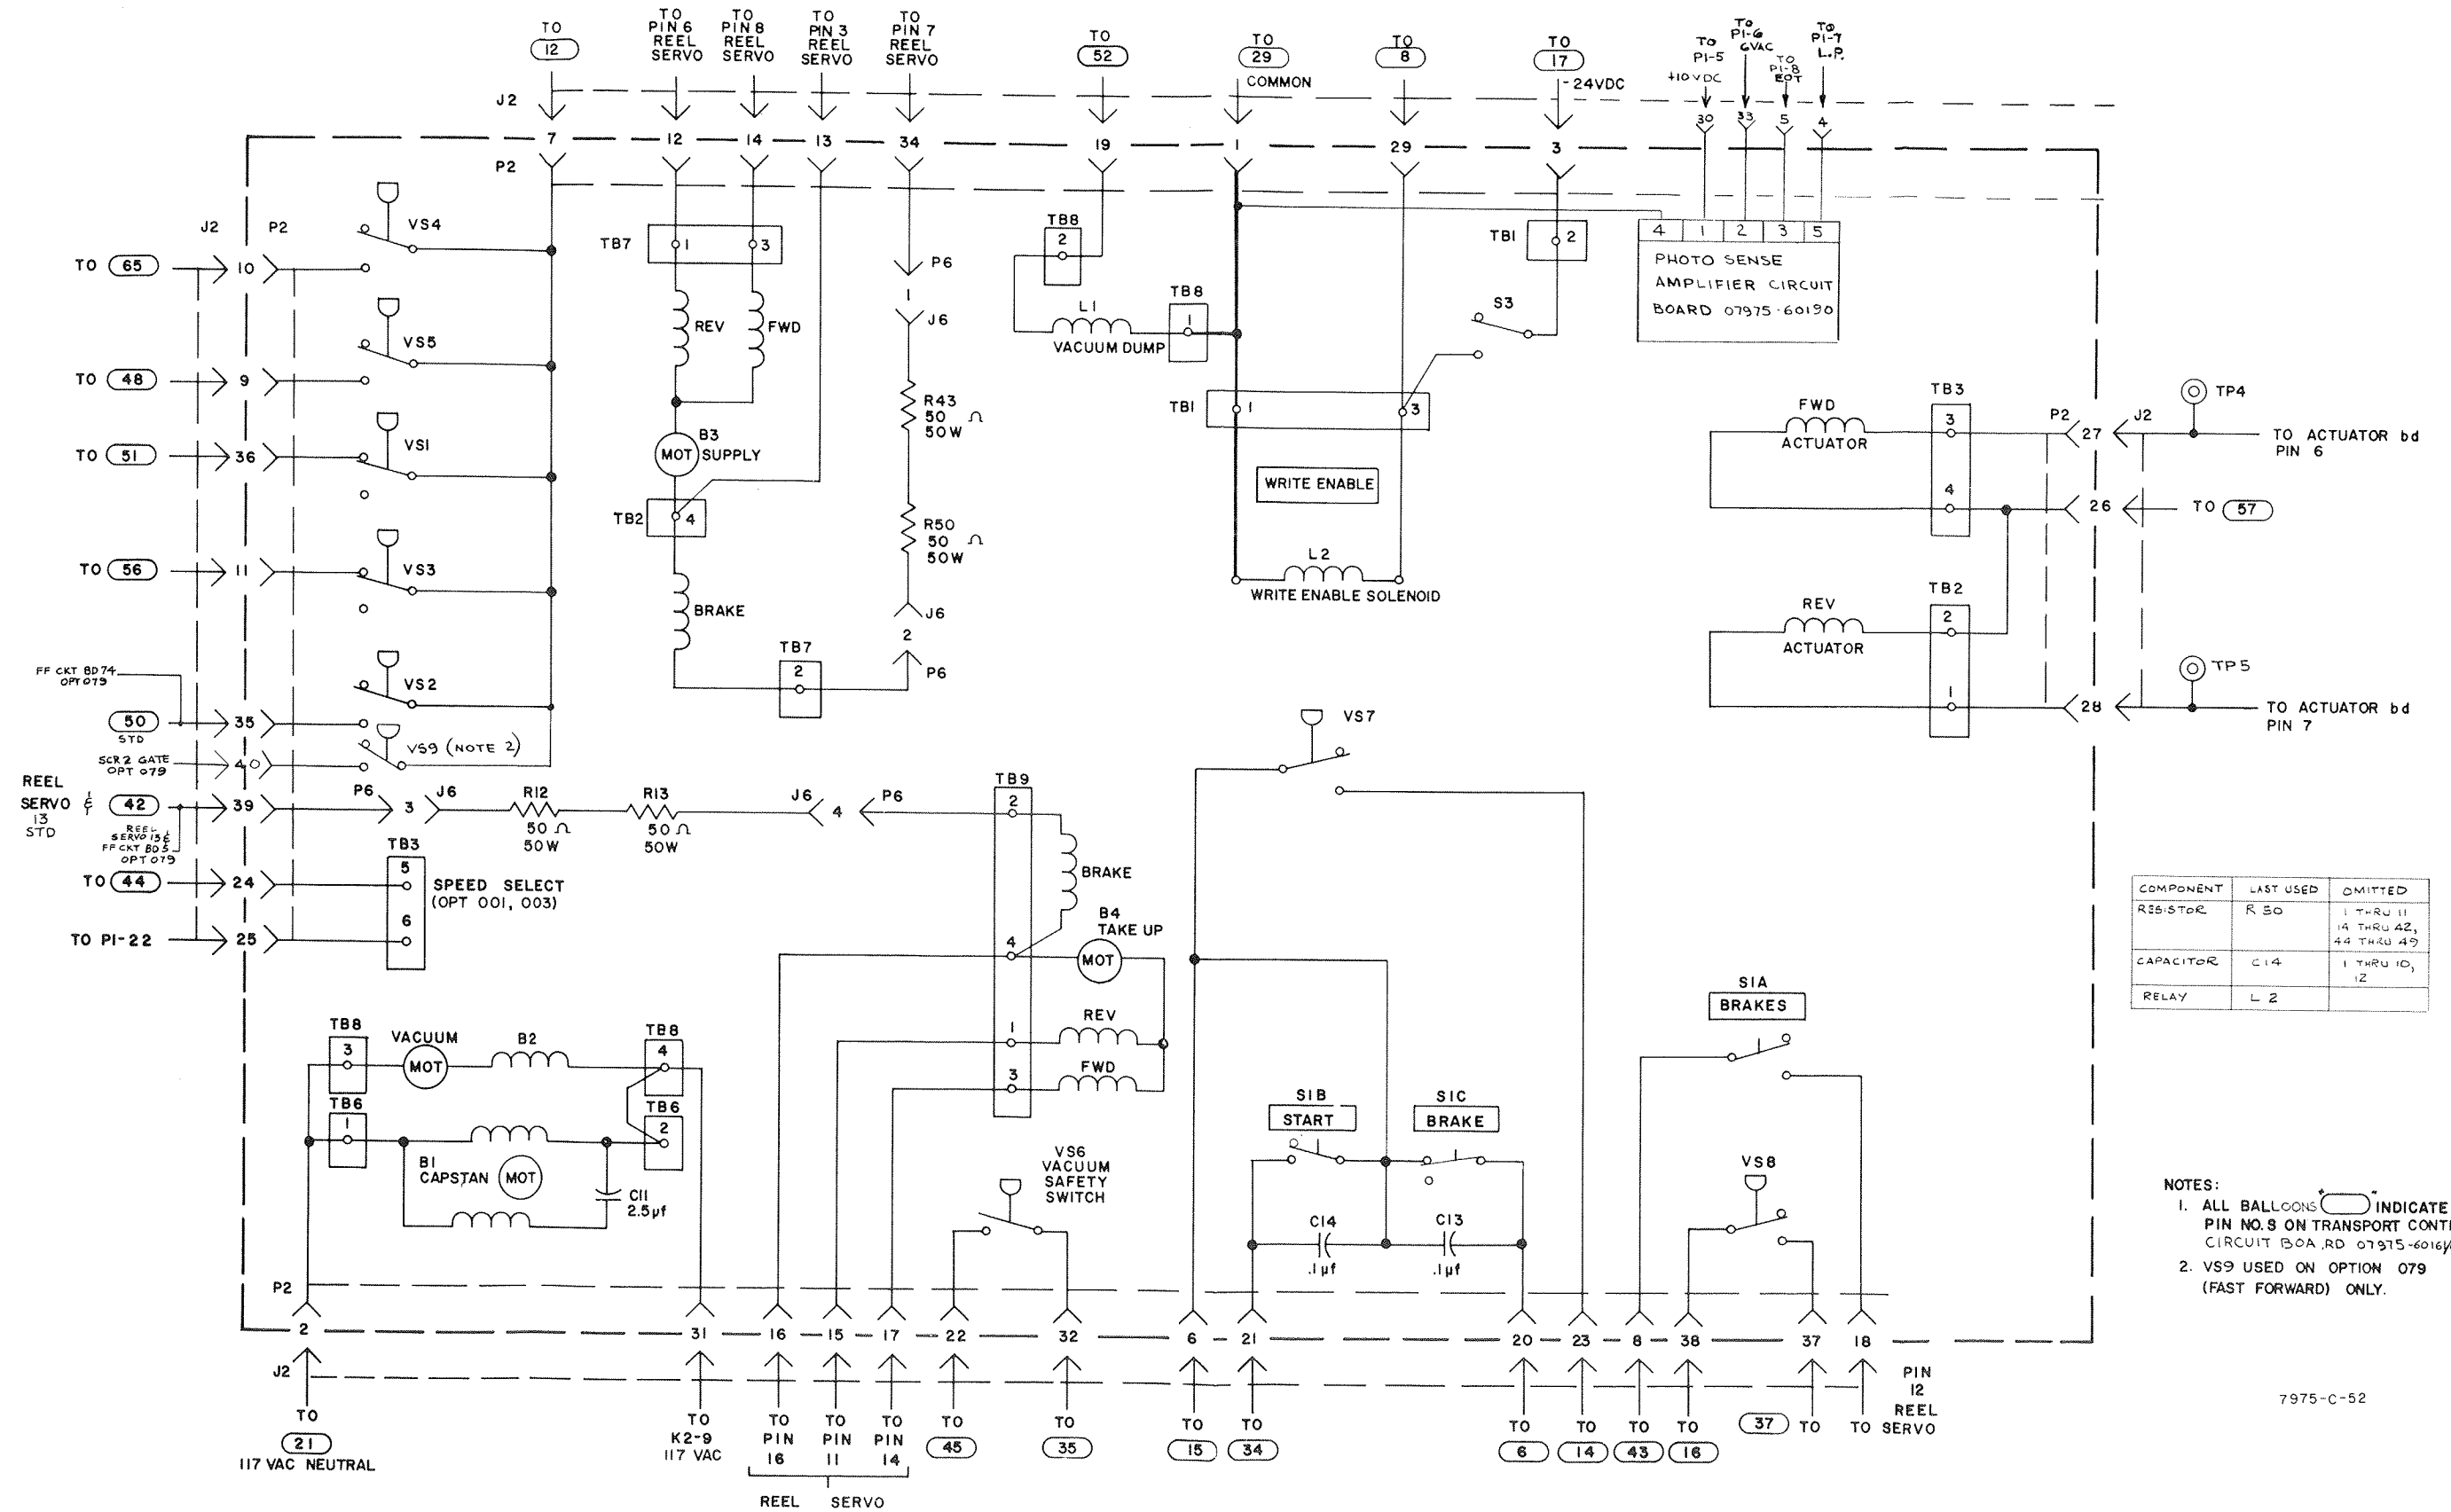 TO
12
TO
PIN 6
REEL
SERVO
TO
PIN 8
REEL
SERVO
TO
PIN 3
REEL
SERVO
TO
PIN 7
REEL
SERVO
TO
52
TO
29
COMMON
TO
8
TO
17
-24VDC
TO
P1-5
+10VDC
TO
P1-6
6VAC
TO
P1-8
EOT
TO
P1-7
L.P.
J2
7
12
14
13
34
19
1
29
3
30
33
5
4
P2
J2
P2
VS4
TO 65
10
VS5
TO 48
9
VS1
TO 51
36
VS3
TO 56
11
VS2
FF CKT BD 74
OPT 079
50
STD
35
VS9 (NOTE 2)
SCR2 GATE
OPT 079
40
REEL
SERVO &
13
STD
42
39
REEL
SERVO 13 &
FF CKT BD 5
OPT 079
P6
3
J6
R12
50 Ω
50W
R13
50 Ω
50W
J6
4
P6
TO 44
24
TO P1-22
25
TB3
5
6
SPEED SELECT
(OPT 001, 003)
TB7
1
3
REV
FWD
B3
MOT
SUPPLY
TB2
4
BRAKE
TB7
2
P6
1
J6
R43
50 Ω
50W
R50
50 Ω
50W
J6
2
P6
TB8
2
L1
VACUUM DUMP
TB8
1
TB1
1
3
WRITE ENABLE
L2
WRITE ENABLE SOLENOID
TB1
2
S3
4 1 2 3 5
PHOTO SENSE
AMPLIFIER CIRCUIT
BOARD 07975-60190
FWD
ACTUATOR
TB3
3
4
P2
27
J2
TP4
TO ACTUATOR bd
PIN 6
26
TO 57
REV
ACTUATOR
TB2
2
1
28
TP5
TO ACTUATOR bd
PIN 7
TB9
2
BRAKE
4
B4
TAKE UP
MOT
1
REV
3
FWD
VS7
TB8
3
VACUUM
MOT
B2
TB8
4
TB6
1
TB6
2
B1
CAPSTAN
MOT
C11
2.5μf
VS6
VACUUM
SAFETY
SWITCH
S1B
START
S1C
BRAKE
C14
.1μf
C13
.1μf
S1A
BRAKES
VS8
COMPONENT LAST USED OMITTED
RESISTOR R 50 1 THRU 11
14 THRU 42,
44 THRU 49
CAPACITOR C14 1 THRU 10,
12
RELAY L 2
NOTES:
1. ALL BALLOONS " " INDICATE
PIN NO.S ON TRANSPORT CONT
CIRCUIT BOARD
2. VS9 USED ON OPTION 079
(FAST FORWARD) ONLY.
P2
2
31
16
15
17
22
32
6
21
20
23
8
38
37
18
J2
TO
21
117 VAC NEUTRAL
TO
K2-9
117 VAC
TO
PIN
16
TO
PIN
11
TO
PIN
14
REEL SERVO
TO
45
TO
35
TO
15
TO
34
TO
6
TO
14
TO
43
TO
16
37 TO
TO
PIN
12
REEL
SERVO
7975-C-52